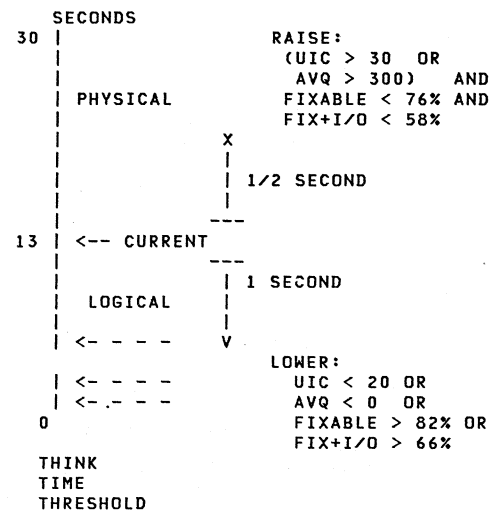 SECONDS
30
RAISE:
(UIC > 30 OR
AVQ > 300) AND
PHYSICAL
FIXABLE < 76% AND
FIX+I/O < 58%
X
1/2 SECOND
13 <-- CURRENT
1 SECOND
LOGICAL
<- - - - V
LOWER:
<- - - -
UIC < 20 OR
<- - - -
AVQ < 0 OR
0
FIXABLE > 82% OR
FIX+I/O > 66%
THINK
TIME
THRESHOLD